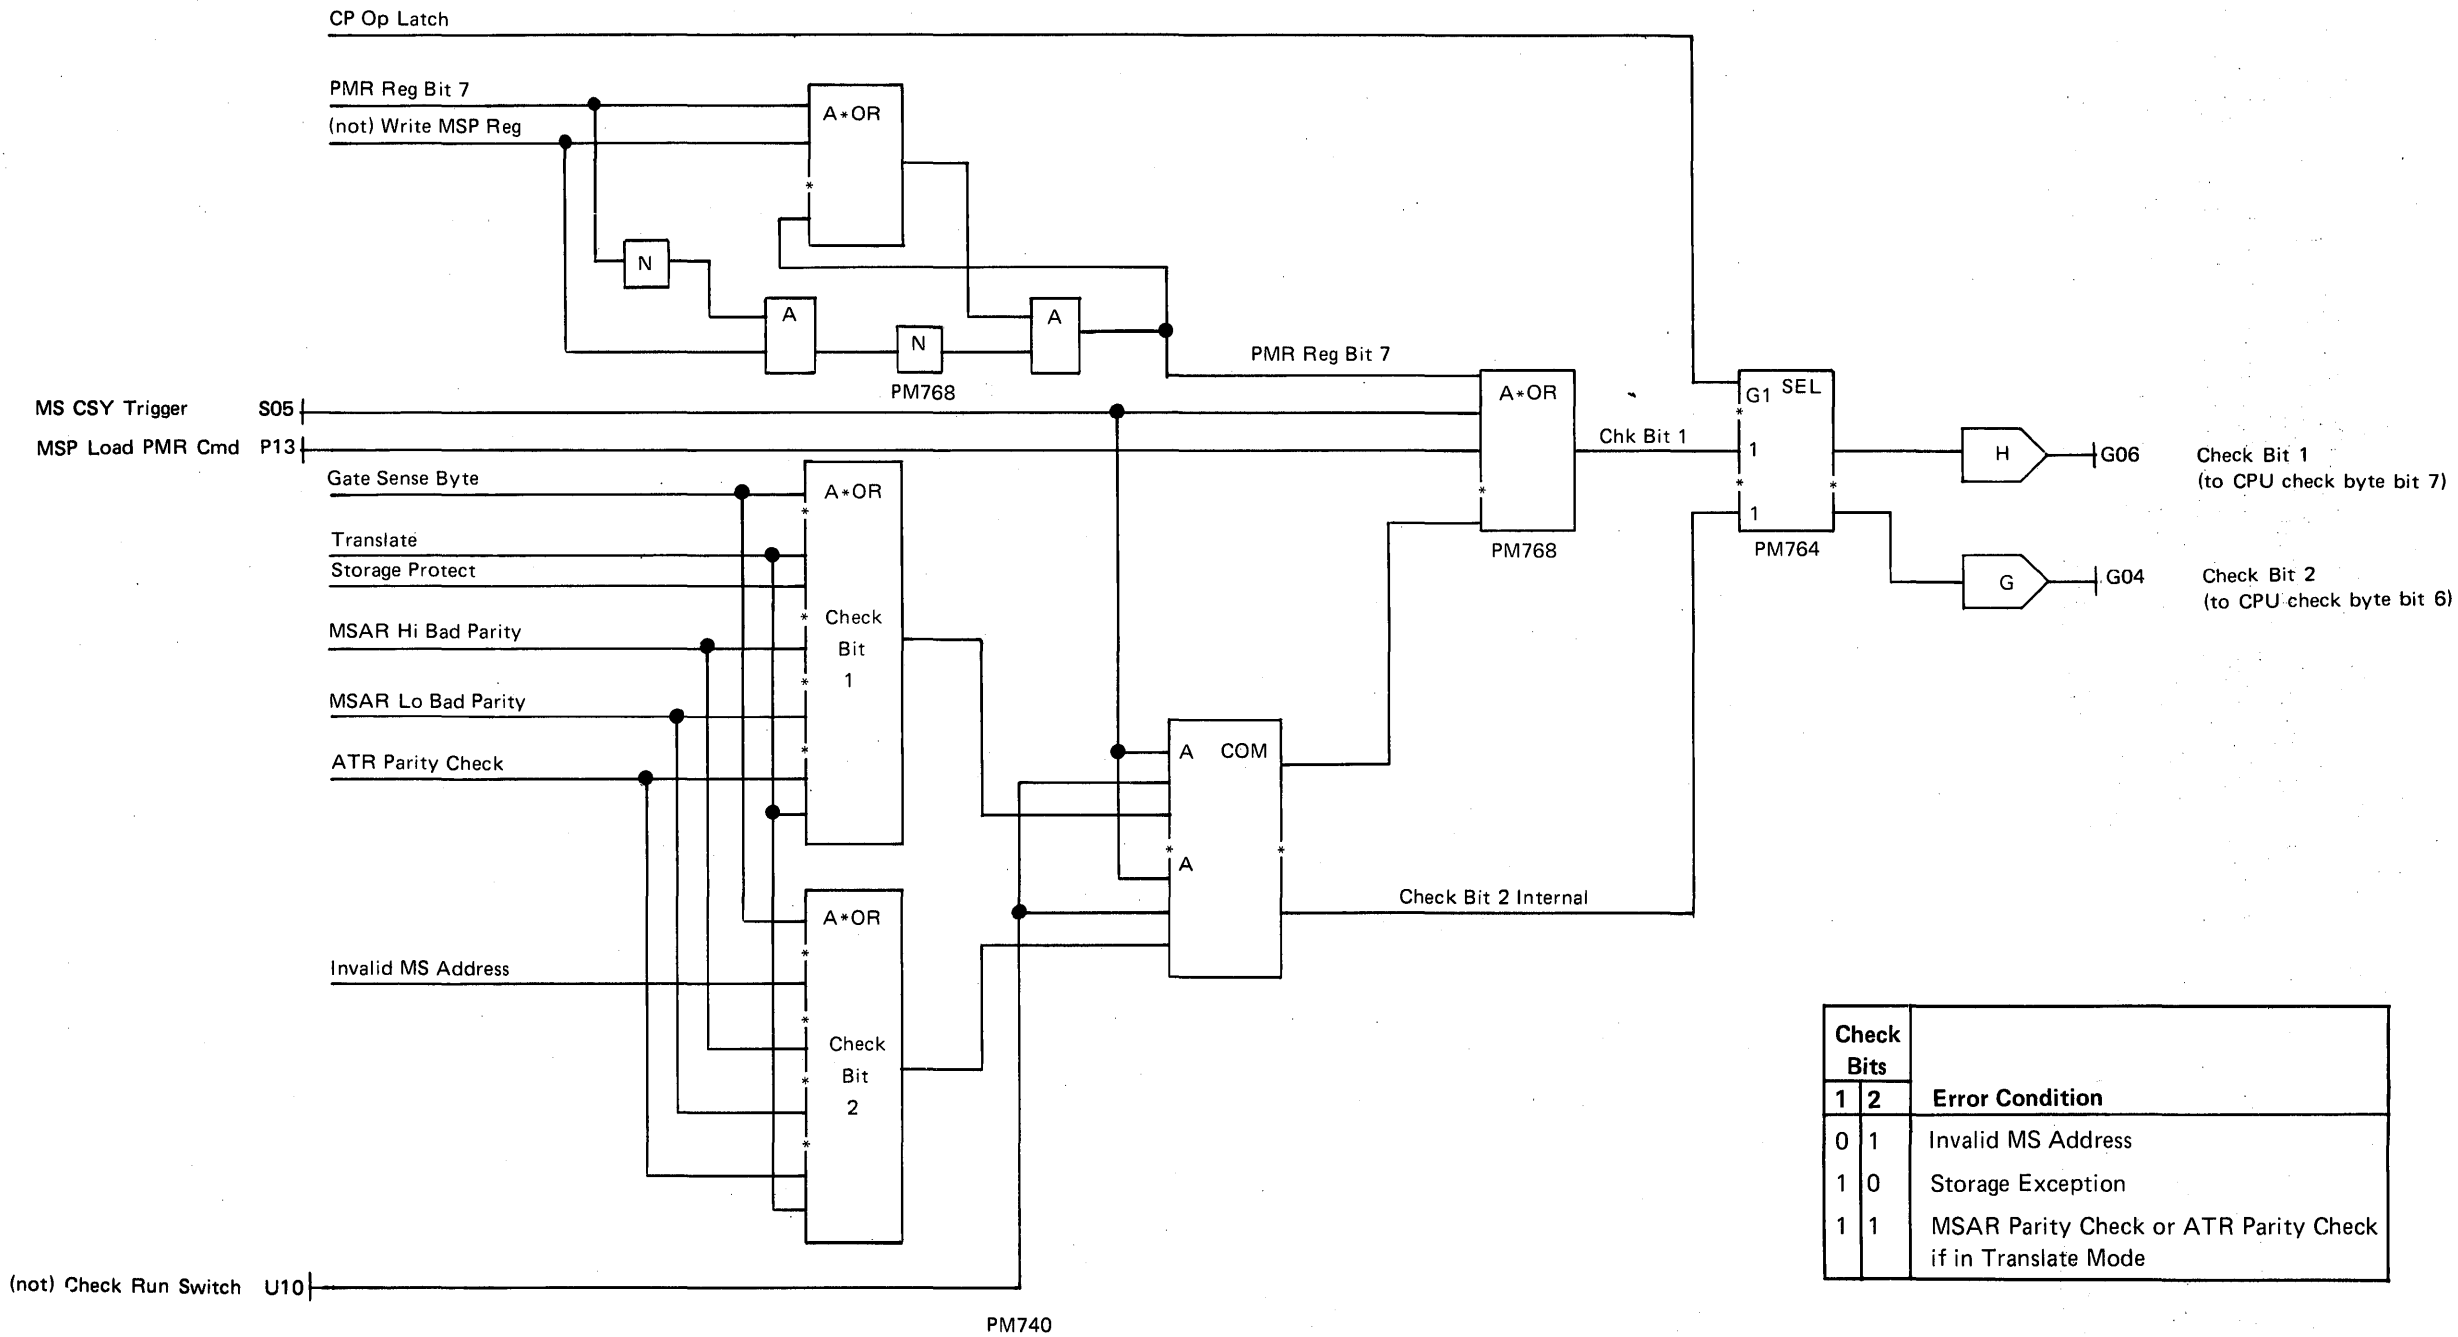 CP Op Latch
PMR Reg Bit 7
(not) Write MSP Reg
A*OR
*
N
A
N
A
PM768
PMR Reg Bit 7
MS CSY Trigger S05
MSP Load PMR Cmd P13
A*OR
*
Chk Bit 1
PM768
G1 SEL
*
1
*
*
1
PM764
H
G06
Check Bit 1
(to CPU check byte bit 7)
G
G04
Check Bit 2
(to CPU check byte bit 6)
Gate Sense Byte
Translate
Storage Protect
MSAR Hi Bad Parity
MSAR Lo Bad Parity
ATR Parity Check
A*OR
*
*
Check
Bit
1
*
*
A COM
*
*
A
Check Bit 2 Internal
Invalid MS Address
A*OR
*
*
Check
Bit
2
*
*
(not) Check Run Switch U10
PM740
Check
Bits
1 2 Error Condition
0 1 Invalid MS Address
1 0 Storage Exception
1 1 MSAR Parity Check or ATR Parity Check
if in Translate Mode